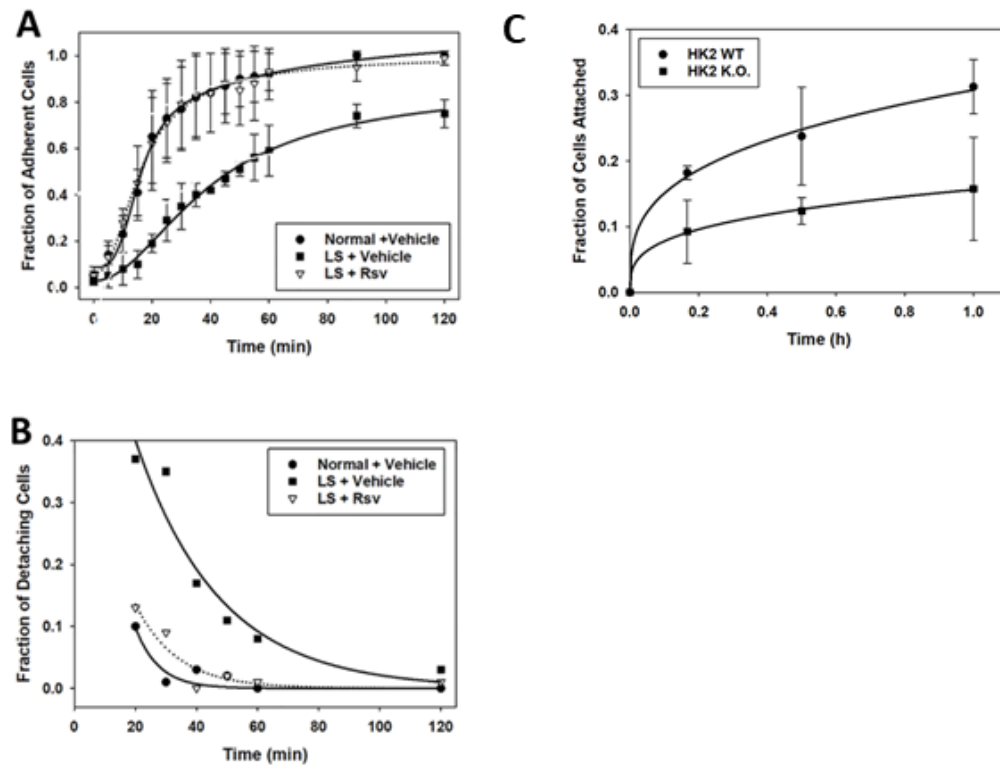 A
Fraction of Adherent Cells
1.0
0.8
0.6
0.4
0.2
0.0
0 20 40 60 80 100 120
Time (min)
Normal +Vehicle
LS + Vehicle
LS + Rsv
C
Fraction of Cells Attached
0.4
0.3
0.2
0.1
0.0
0.0 0.2 0.4 0.6 0.8 1.0
Time (h)
HK2 WT
HK2 K.O.
B
Fraction of Detaching Cells
0.4
0.3
0.2
0.1
0.0
0 20 40 60 80 100 120
Time (min)
Normal + Vehicle
LS + Vehicle
LS + Rsv